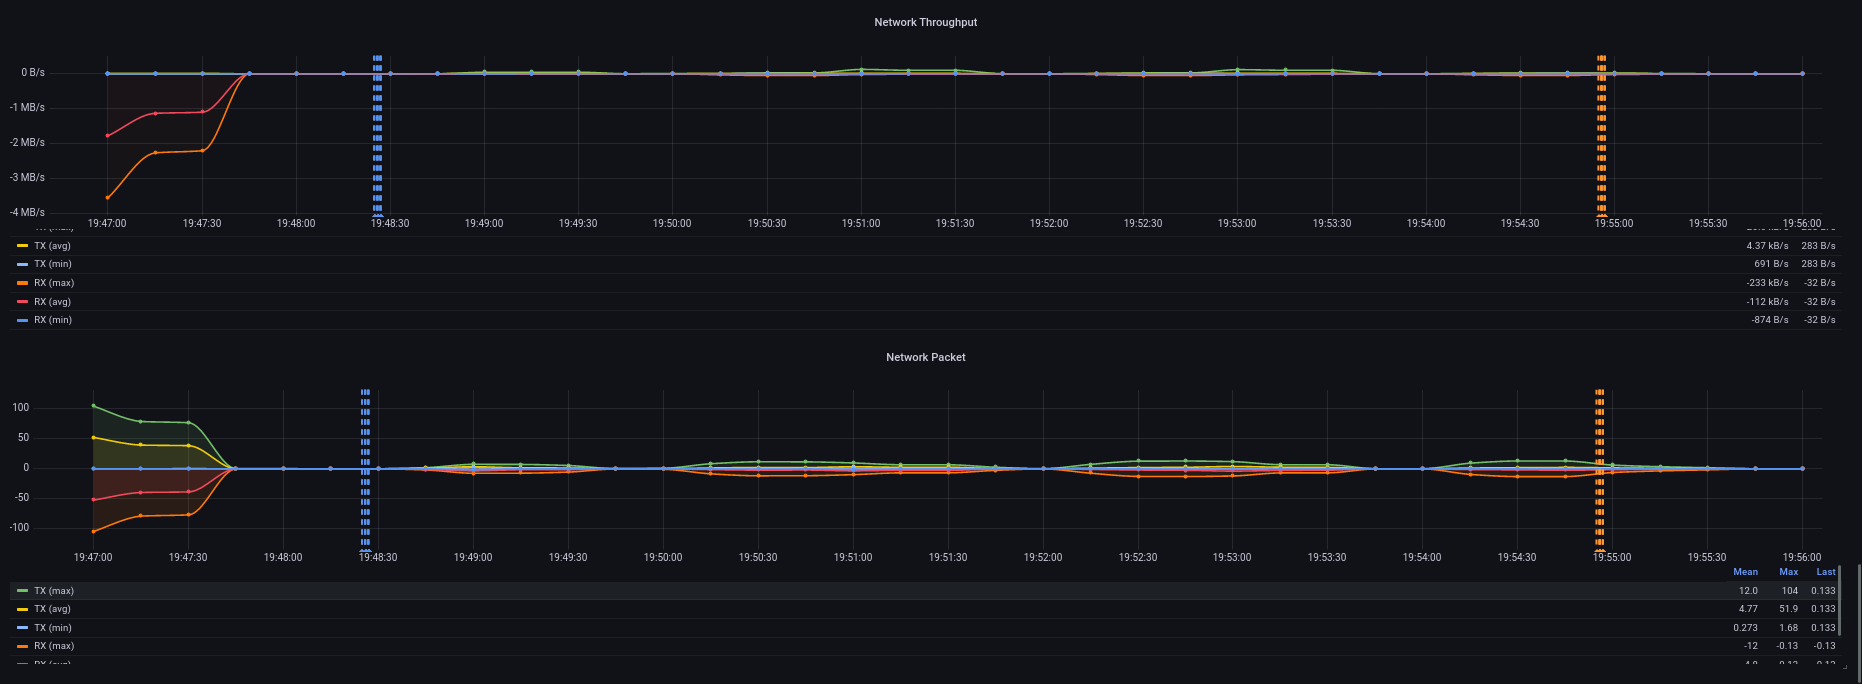 Network Throughput
0 B/s
-1 MB/s
-2 MB/s
-3 MB/s
-4 MB/s
19:47:00 19:47:30 19:48:00 19:48:30 19:49:00 19:49:30 19:50:00 19:50:30 19:51:00 19:51:30 19:52:00 19:52:30 19:53:00 19:53:30 19:54:00 19:54:30 19:55:00 19:55:30 19:56:00
TX (avg) 4.37 kB/s 283 B/s
TX (min) 691 B/s 283 B/s
RX (max) -233 kB/s -32 B/s
RX (avg) -112 kB/s -32 B/s
RX (min) -874 B/s -32 B/s
Network Packet
100
50
0
-50
-100
19:47:00 19:47:30 19:48:00 19:48:30 19:49:00 19:49:30 19:50:00 19:50:30 19:51:00 19:51:30 19:52:00 19:52:30 19:53:00 19:53:30 19:54:00 19:54:30 19:55:00 19:55:30 19:56:00
Mean Max Last
TX (max) 12.0 104 0.133
TX (avg) 4.77 51.9 0.133
TX (min) 0.273 1.68 0.133
RX (max) -12 -0.13 -0.13